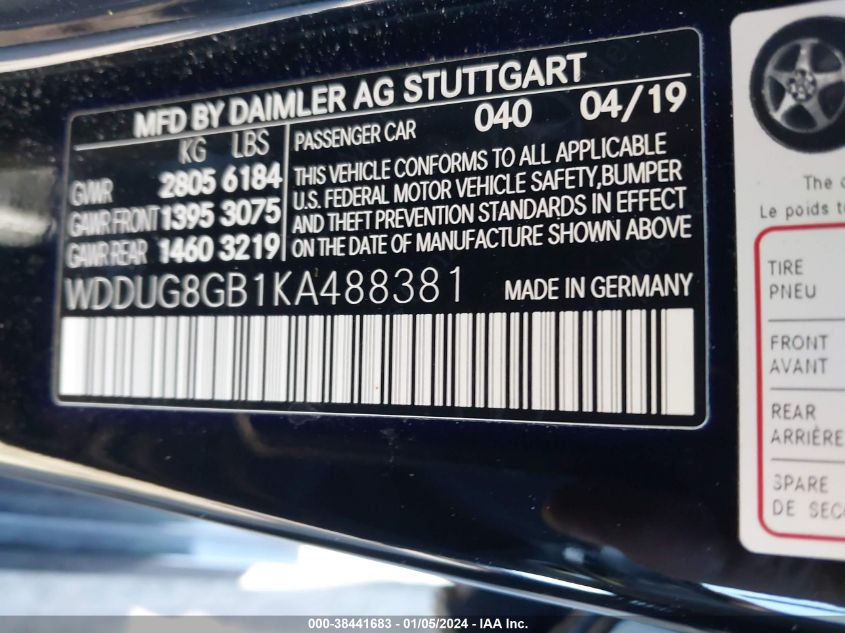 MFD BY DAIMLER AG STUTTGART
KG LBS
GVWR 2805 6184
GAWR FRONT 1395 3075
GAWR REAR 1460 3219
PASSENGER CAR 040 04/19
THIS VEHICLE CONFORMS TO ALL APPLICABLE
U.S. FEDERAL MOTOR VEHICLE SAFETY,BUMPER
AND THEFT PREVENTION STANDARDS IN EFFECT
ON THE DATE OF MANUFACTURE SHOWN ABOVE
WDDUG8GB1KA488381 MADE IN GERMANY
The
Le poids
TIRE
PNEU
FRONT
AVANT
REAR
ARRIÈRE
SPARE
DE
000-38441683 - 01/05/2024 - IAA Inc.